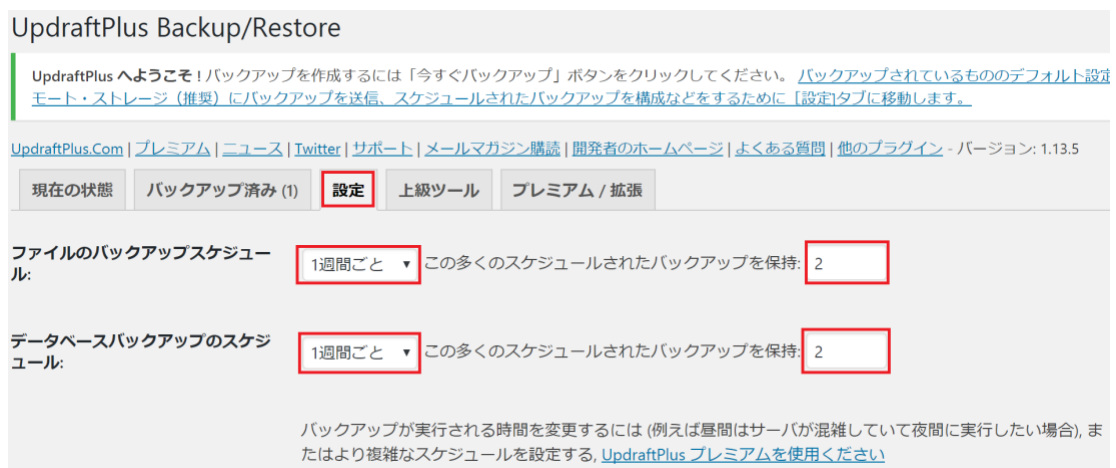 UpdraftPlus Backup/Restore
UpdraftPlus へようこそ ! バックアップを作成するには「今すぐバックアップ」ボタンをクリックしてください。 バックアップされているもののデフォルト設定
モート・ストレージ（推奨）にバックアップを送信、スケジュールされたバックアップを構成などをするために [設定]タブに移動します。
UpdraftPlus.Com | プレミアム | ニュース | Twitter | サポート | メールマガジン購読 | 開発者のホームページ | よくある質問 | 他のプラグイン - バージョン: 1.13.5
現在の状態 バックアップ済み (1) 設定 上級ツール プレミアム / 拡張
ファイルのバックアップスケジュー
ル:
1週間ごと ▼ この多くのスケジュールされたバックアップを保持: 2
データベースバックアップのスケジ
ュール:
1週間ごと ▼ この多くのスケジュールされたバックアップを保持: 2
バックアップが実行される時間を変更するには (例えば昼間はサーバが混雑していて夜間に実行したい場合), ま
たはより複雑なスケジュールを設定する, UpdraftPlus プレミアムを使用ください